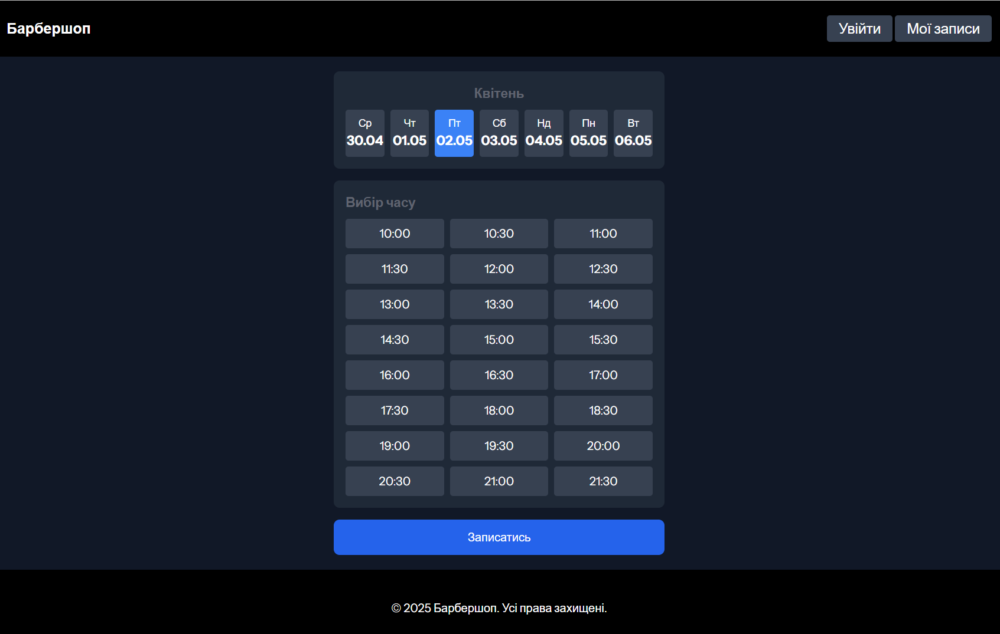 Барбершоп
Увійти Мої записи
Квітень
Ср Чт Пт Сб Нд Пн Вт
30.04 01.05 02.05 03.05 04.05 05.05 06.05
Вибір часу
10:00 10:30 11:00
11:30 12:00 12:30
13:00 13:30 14:00
14:30 15:00 15:30
16:00 16:30 17:00
17:30 18:00 18:30
19:00 19:30 20:00
20:30 21:00 21:30
Записатись
© 2025 Барбершоп. Усі права захищені.